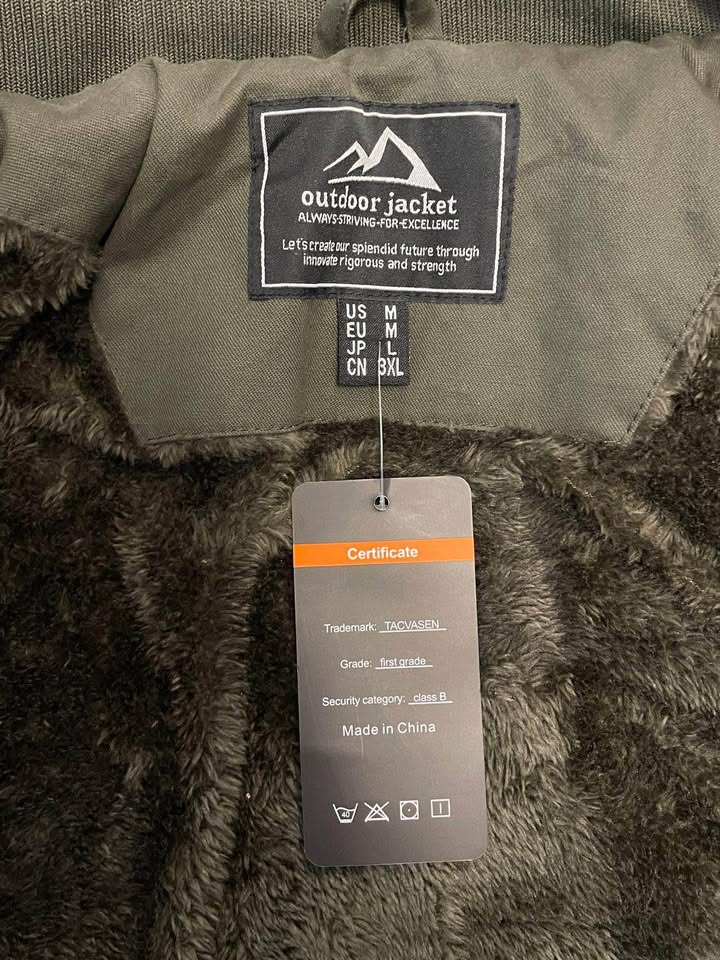 outdoor jacket
ALWAYS-STRIVING-FOR-EXCELLENCE
Let's create our splendid future through
innovate rigorous and strength
US M
EU M
JP L
CN 3XL
Certificate
Trademark: TACVASEN
Grade: first grade
Security category: class B
Made in China
40